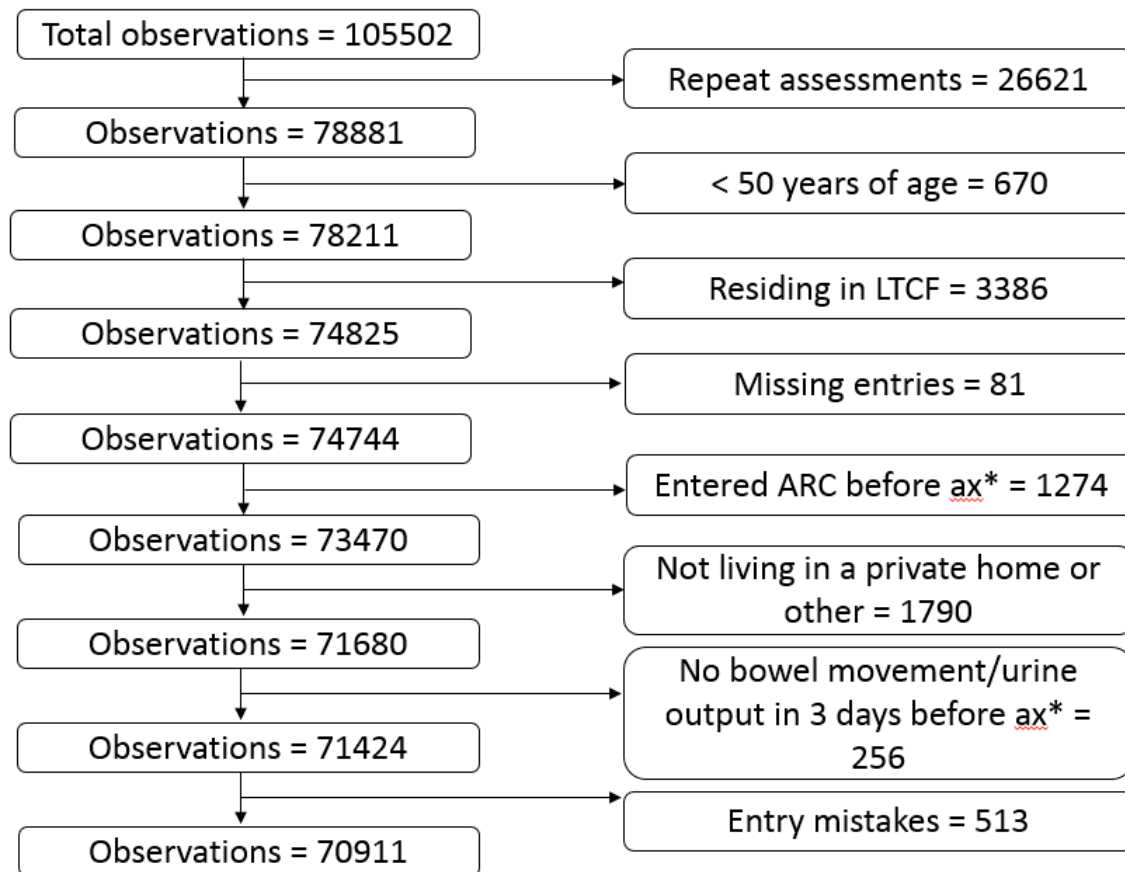 Total observations = 105502
Repeat assessments = 26621
Observations = 78881
< 50 years of age = 670
Observations = 78211
Residing in LTCF = 3386
Observations = 74825
Missing entries = 81
Observations = 74744
Entered ARC before ax* = 1274
Observations = 73470
Not living in a private home or
other = 1790
Observations = 71680
No bowel movement/urine
output in 3 days before ax* =
256
Observations = 71424
Entry mistakes = 513
Observations = 70911